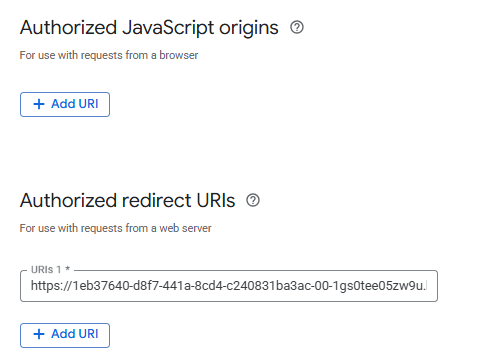 Authorized JavaScript origins
For use with requests from a browser
+ Add URI
Authorized redirect URIs
For use with requests from a web server
URIs 1 *
https://1eb37640-d8f7-441a-8cd4-c240831ba3ac-00-1gs0tee05zw9u.
+ Add URI